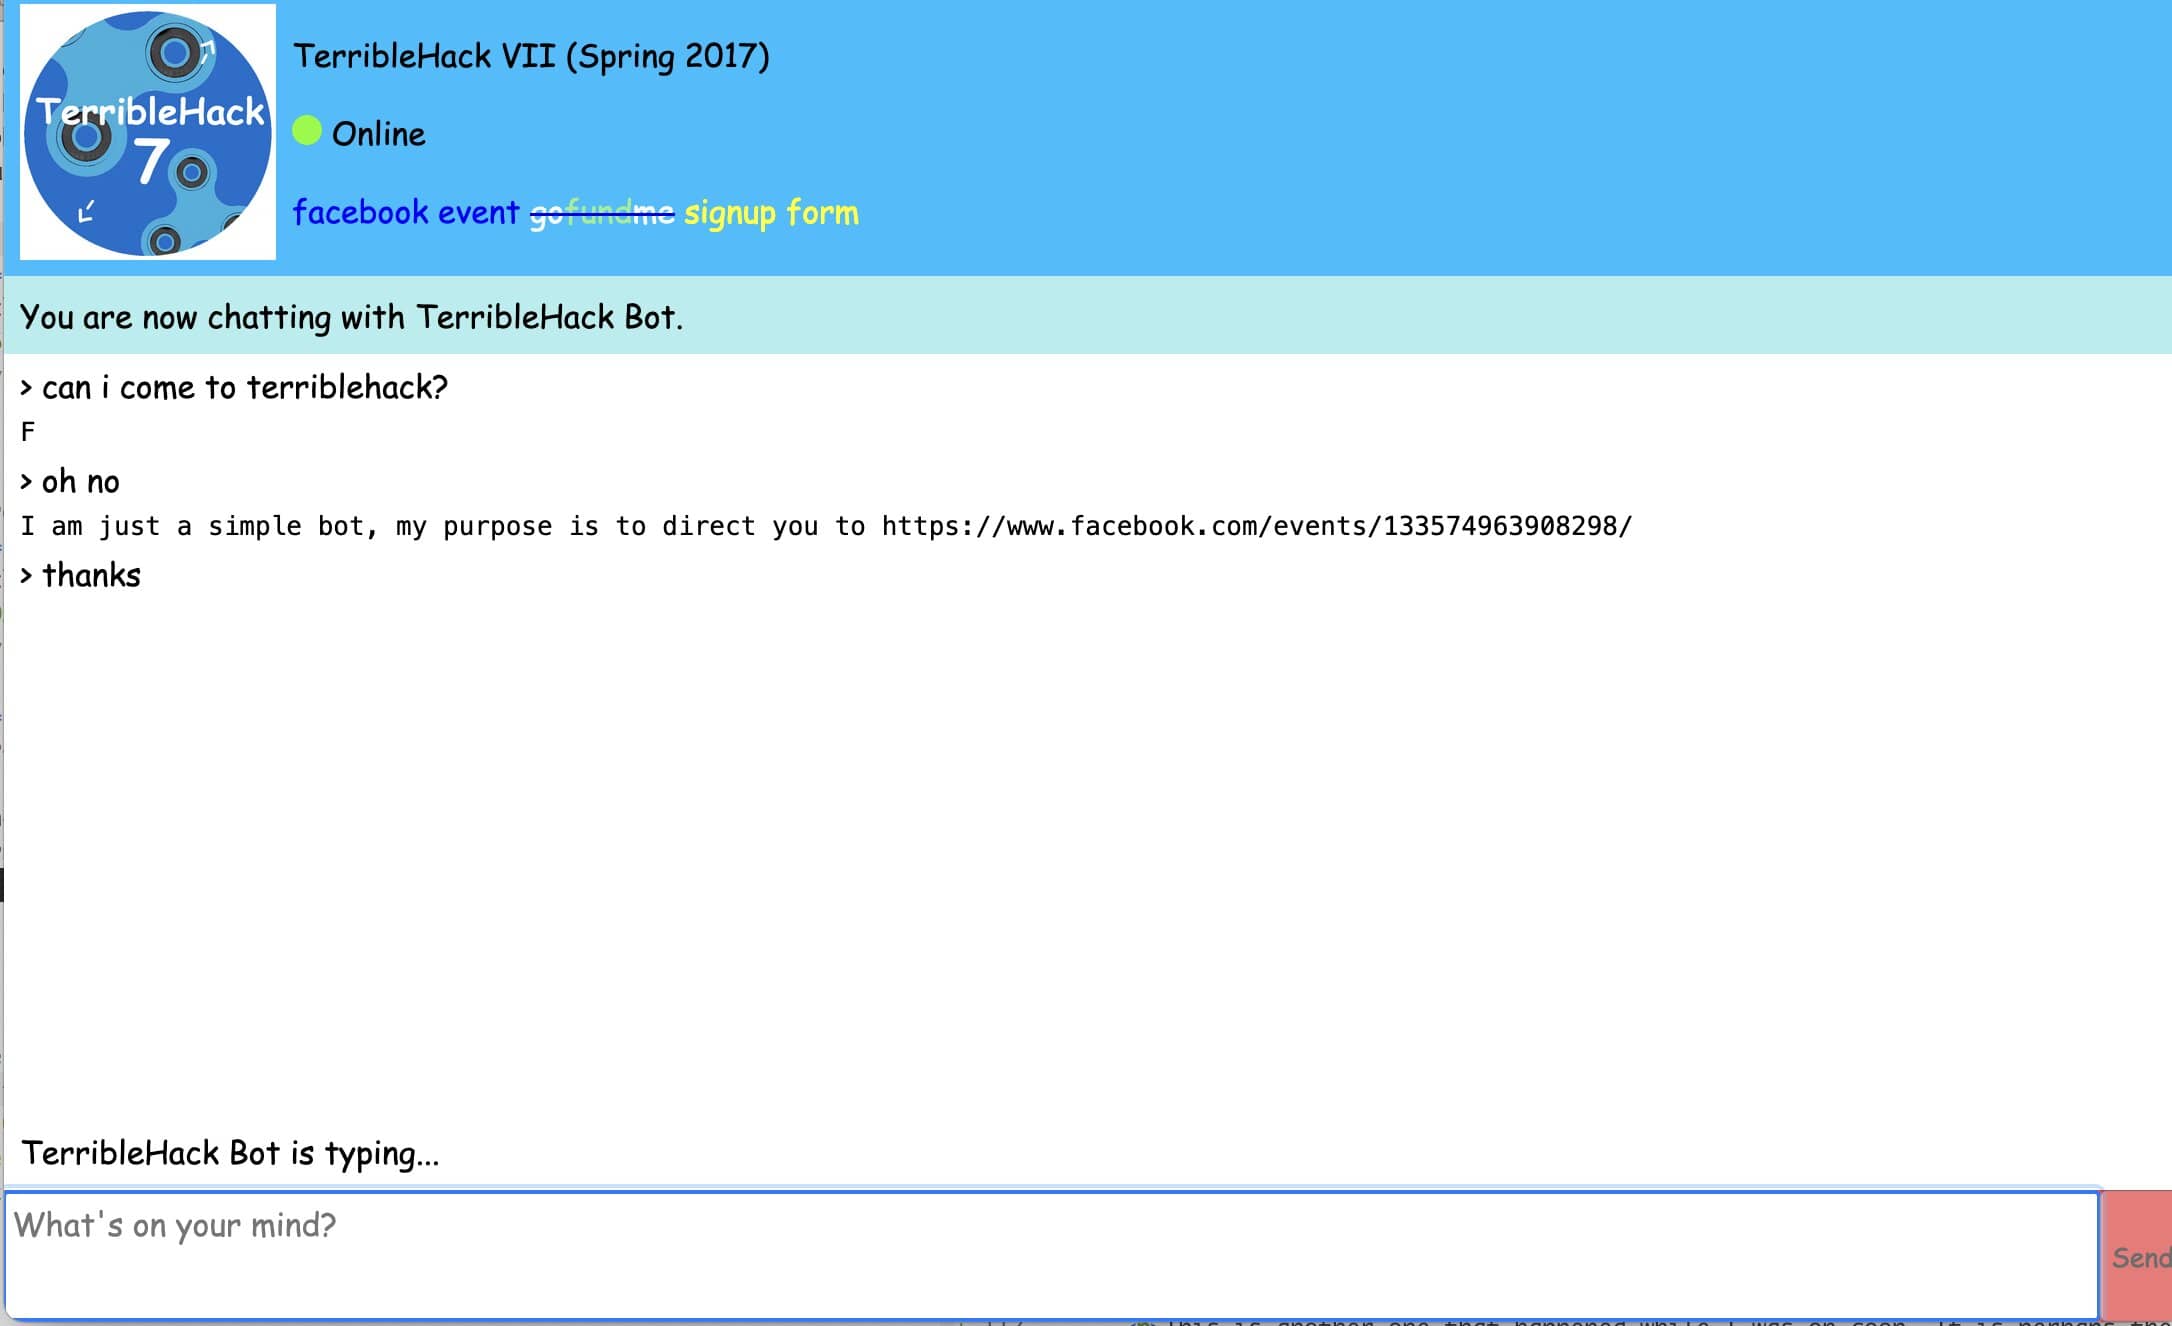 TerribleHack
7
TerribleHack VII (Spring 2017)
Online
facebook event gofundme signup form
You are now chatting with TerribleHack Bot.
> can i come to terriblehack?
F
> oh no
I am just a simple bot, my purpose is to direct you to https://www.facebook.com/events/133574963908298/
> thanks
TerribleHack Bot is typing...
What's on your mind?
Send